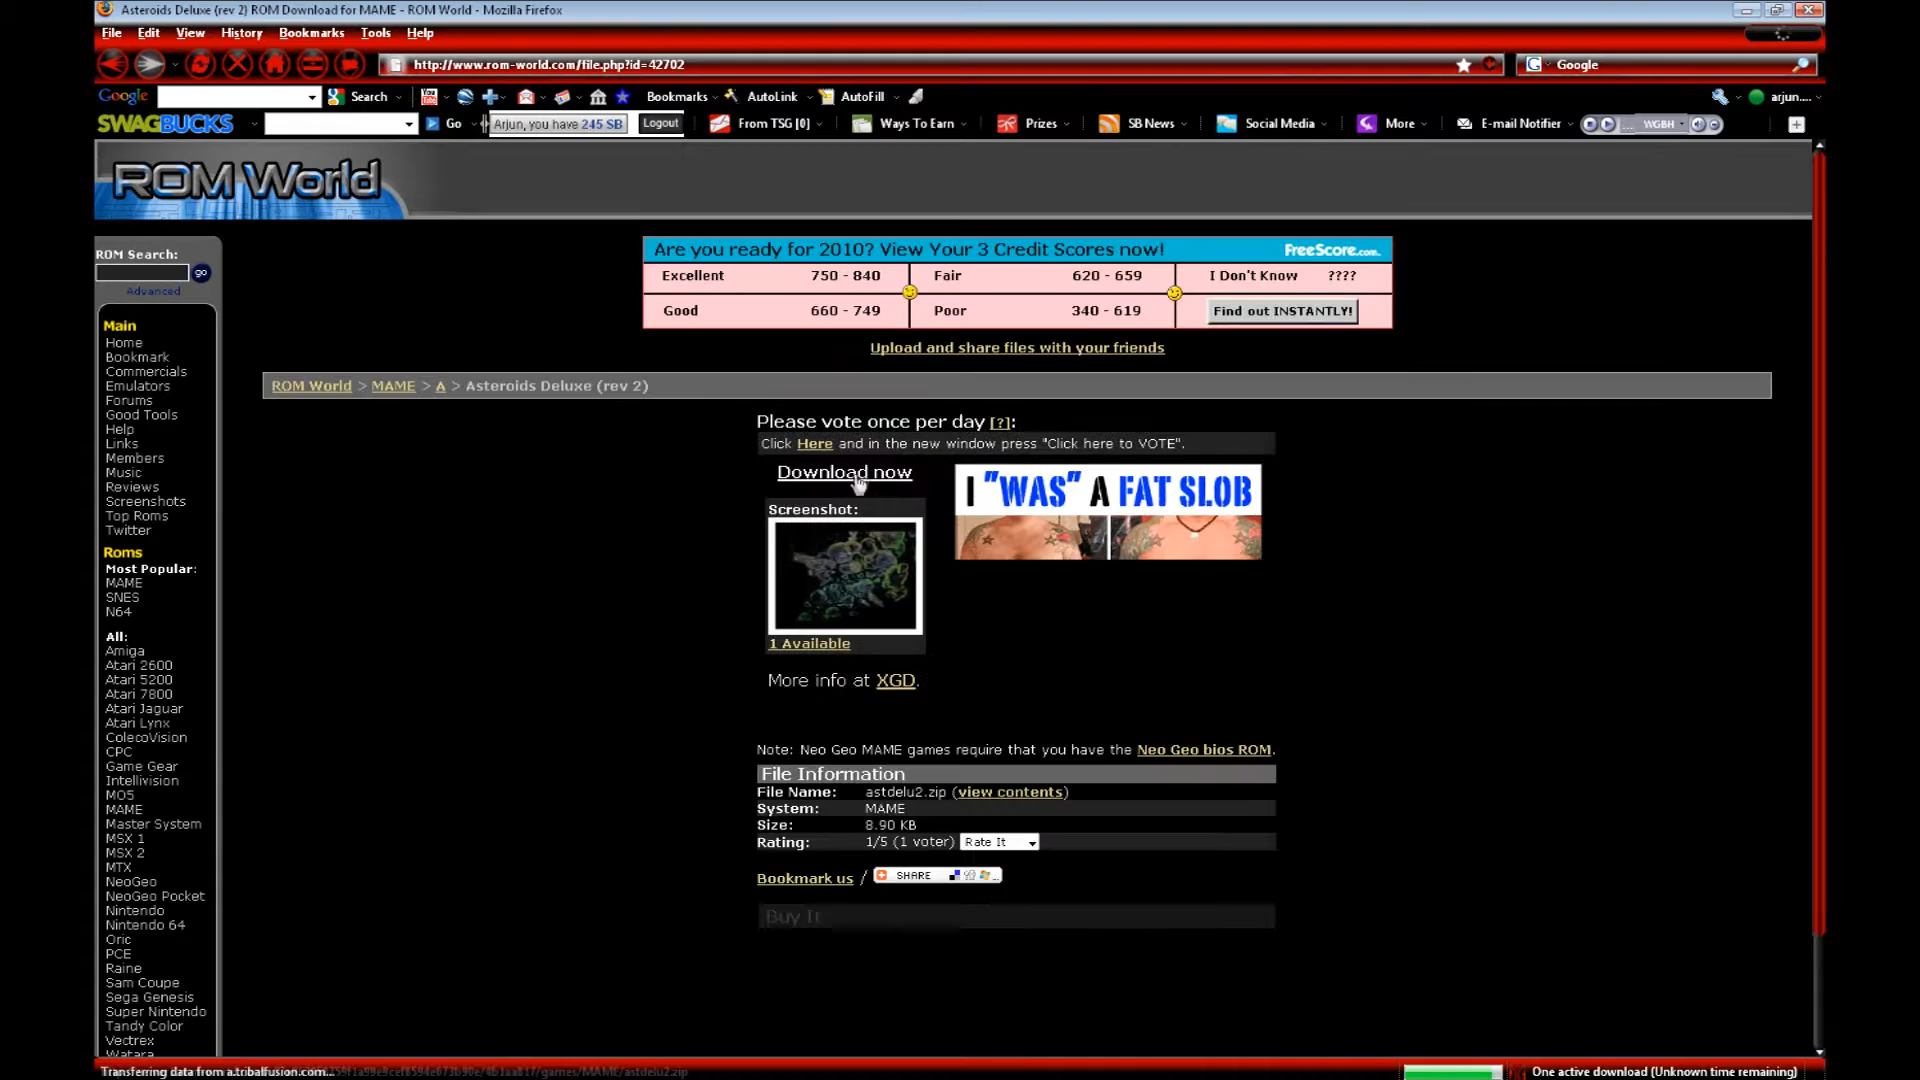 Asteroids Deluxe (rev 2) ROM Download for MAME - ROM World - Mozilla Firefox
File Edit View History Bookmarks Tools Help
http://www.rom-world.com/file.php?id=42702 Google
Google Search Bookmarks AutoLink AutoFill arjun....
SWAGBUCKS Go Arjun, you have 245 SB Logout From TSG [0] Ways To Earn Prizes SB News Social Media More E-mail Notifier WGBH
ROM World
ROM Search:
go
Advanced
Main
Home
Bookmark
Commercials
Emulators
Forums
Good Tools
Help
Links
Members
Music
Reviews
Screenshots
Top Roms
Twitter
Roms
Most Popular:
MAME
SNES
N64
All:
Amiga
Atari 2600
Atari 5200
Atari 7800
Atari Jaguar
Atari Lynx
ColecoVision
CPC
Game Gear
Intellivision
MO5
MAME
Master System
MSX 1
MSX 2
MTX
NeoGeo
NeoGeo Pocket
Nintendo
Nintendo 64
Oric
PCE
Raine
Sam Coupe
Sega Genesis
Super Nintendo
Tandy Color
Vectrex
Watara
Are you ready for 2010? View Your 3 Credit Scores now! FreeScore.com.
Excellent 750 - 840 Fair 620 - 659 I Don't Know ????
Good 660 - 749 Poor 340 - 619 Find out INSTANTLY!
Upload and share files with your friends
ROM World > MAME > A > Asteroids Deluxe (rev 2)
Please vote once per day [?]:
Click Here and in the new window press "Click here to VOTE".
Download now
I "WAS" A FAT SLOB
Screenshot:
1 Available
More info at XGD.
Note: Neo Geo MAME games require that you have the Neo Geo bios ROM.
File Information
File Name: astdelu2.zip (view contents)
System: MAME
Size: 8.90 KB
Rating: 1/5 (1 voter) Rate It
Bookmark us / SHARE
Buy It
Transferring data from a.tribalfusion.com...
One active download (Unknown time remaining)